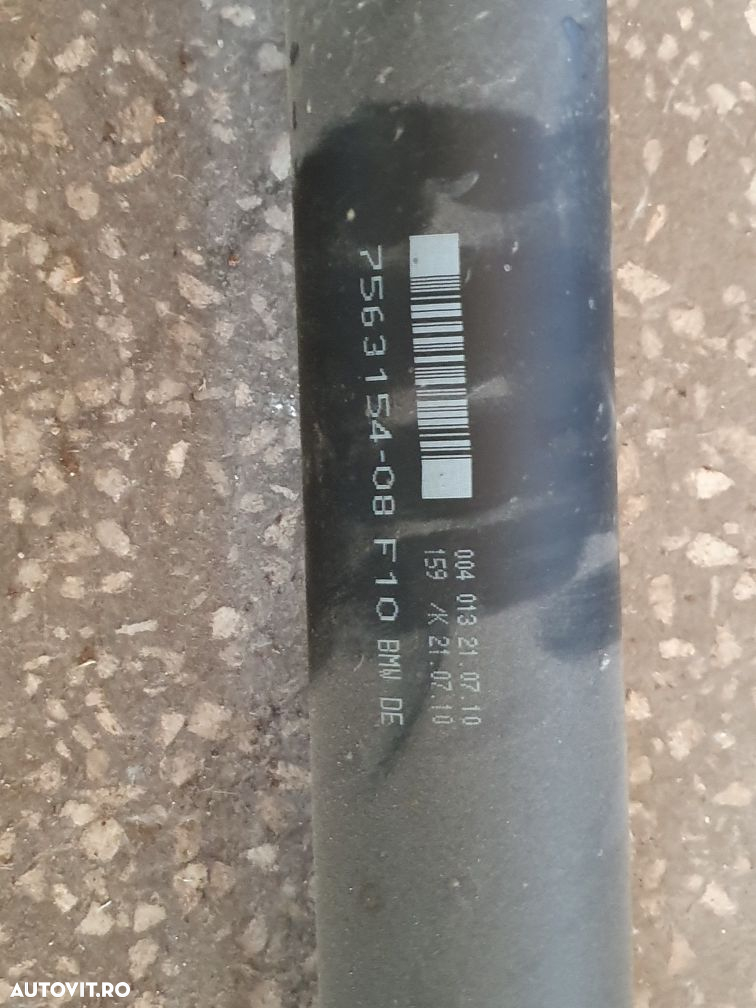 7563154-08 F10 BMW DE
004 013 21.07.10
159 /K 21.07.10
AUTOVIT.RO